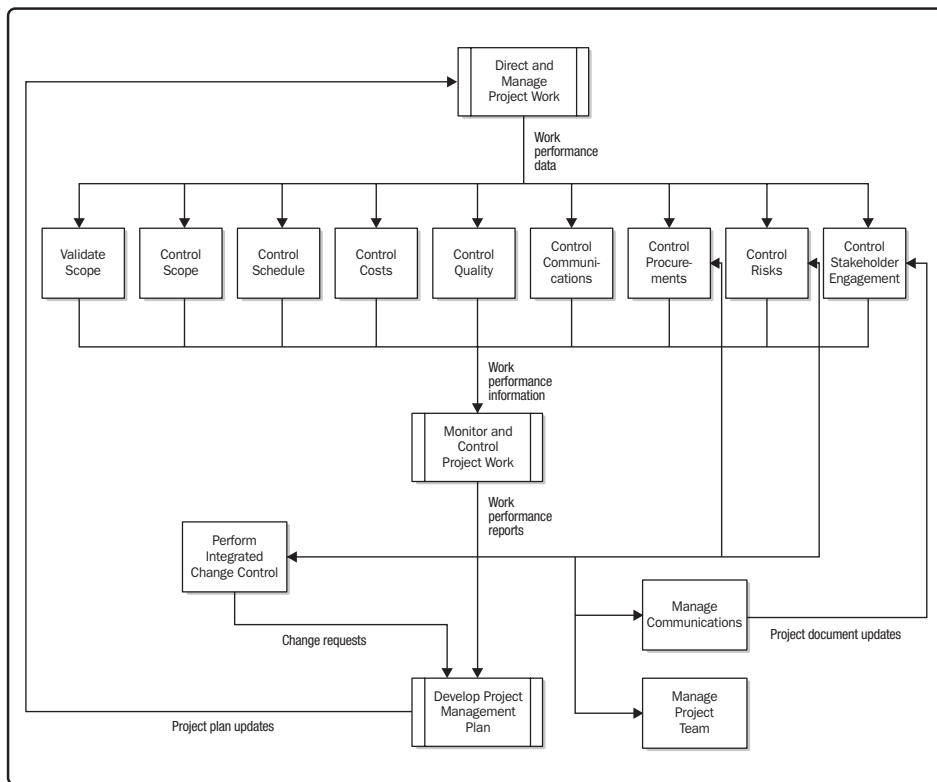 Direct and
Manage
Project Work
Work
performance
data
Validate
Scope
Control
Scope
Control
Schedule
Control
Costs
Control
Quality
Control
Communi-
cations
Control
Procure-
ments
Control
Risks
Control
Stakeholder
Engagement
Work
performance
information
Monitor and
Control
Project Work
Work
performance
reports
Perform
Integrated
Change Control
Manage
Communications
Change requests
Project document updates
Develop Project
Management
Plan
Manage
Project
Team
Project plan updates